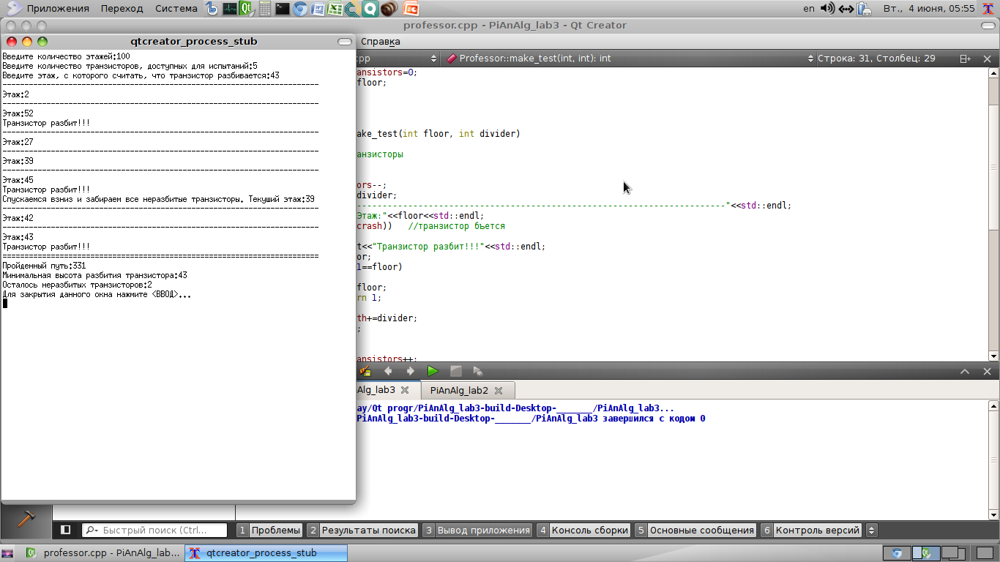 Приложения Переход Система
en Вт., 4 июня, 05:55
professor.cpp - PiAnAlg_lab3 - Qt Creator
qtcreator_process_stub
Справка
Введите количество этажей:100
Введите количество транзисторов, доступных для испытаний:5
Введите этаж, с которого считать, что транзистор разбивается:43
--------------------------------------------------------------------------
Этаж:2
--------------------------------------------------------------------------
Этаж:52
Транзистор разбит!!!
--------------------------------------------------------------------------
Этаж:27
--------------------------------------------------------------------------
Этаж:39
--------------------------------------------------------------------------
Этаж:45
Транзистор разбит!!!
Спускаемся взниз и забираем все неразбитые транзисторы. Текуший этаж:39
--------------------------------------------------------------------------
Этаж:42
--------------------------------------------------------------------------
Этаж:43
Транзистор разбит!!!
==========================================================================
Пройденный путь:331
Минимальная высота разбития транзистора:43
Осталось неразбитых транзисторов:2
Для закрытия данного окна нажмите <ВВОД>...
cpp
Professor::make_test(int, int): int
Строка: 31, Столбец: 29
ansistors=0;
floor;
ake_test(int floor, int divider)
анзисторы
ors--;
divider;
---------------------------------------------------------------"<<std::endl;
Этаж:"<<floor<<std::endl;
crash)) //транзистор бьется
t<<"Транзистор разбит!!!"<<std::endl;
or;
1==floor)
floor;
rn 1;
th+=divider;
;
ansistors++;
Alg_lab3 PiAnAlg_lab2
ay/Qt progr/PiAnAlg_lab3-build-Desktop-_______/PiAnAlg_lab3...
PiAnAlg_lab3-build-Desktop-_______/PiAnAlg_lab3 завершился с кодом 0
Быстрый поиск (Ctrl...
1 Проблемы 2 Результаты поиска 3 Вывод приложения 4 Консоль сборки 5 Основные сообщения 6 Контроль версий
professor.cpp - PiAnAlg_lab... qtcreator_process_stub